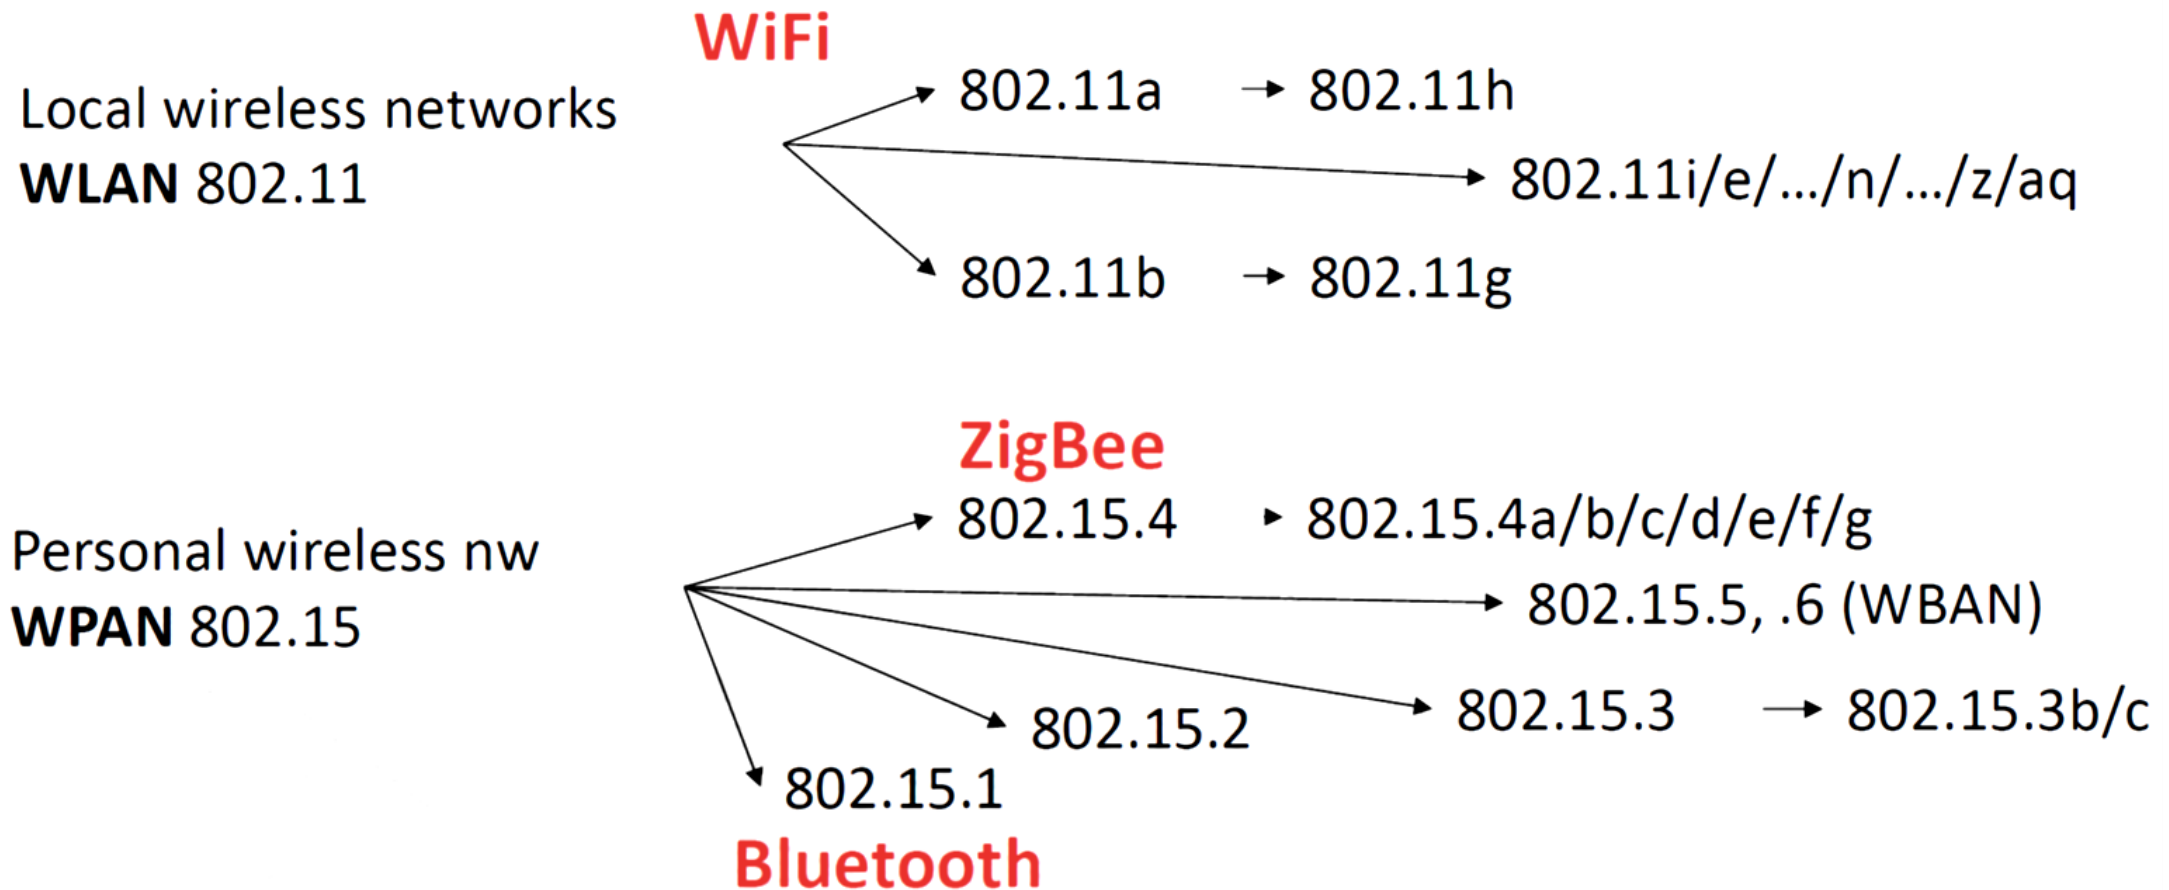 WiFi
Local wireless networks
WLAN 802.11
802.11a
802.11h
802.11i/e/.../n/.../z/aq
802.11b
802.11g
ZigBee
Personal wireless nw
WPAN 802.15
802.15.4
802.15.4a/b/c/d/e/f/g
802.15.5, .6 (WBAN)
802.15.3
802.15.3b/c
802.15.2
802.15.1
Bluetooth